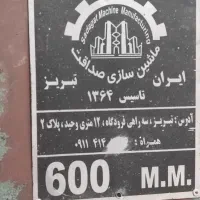 Sedagat Machine Manufacturing
ماشین سازی صداقت
ایران تبریز
تاسیس ۱۳۶۴
آدرس: تبریز، سه راهی فرودگاه، ۱۲ متری وحید، پلاک ۲
همراه: ۰۹۱۱ ۴۱۴
600 M.M.